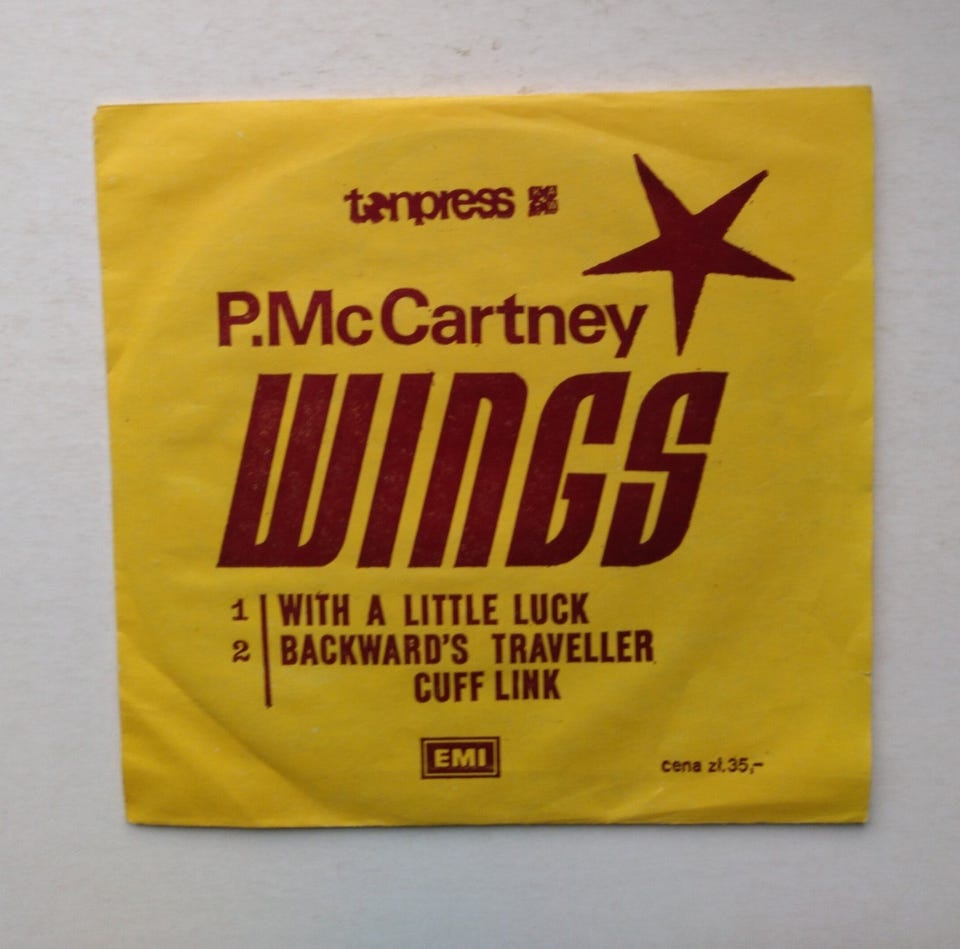 tonpress
P.McCartney
WINGS
1 WITH A LITTLE LUCK
2 BACKWARD'S TRAVELLER
CUFF LINK
EMI
cena zł.35,-